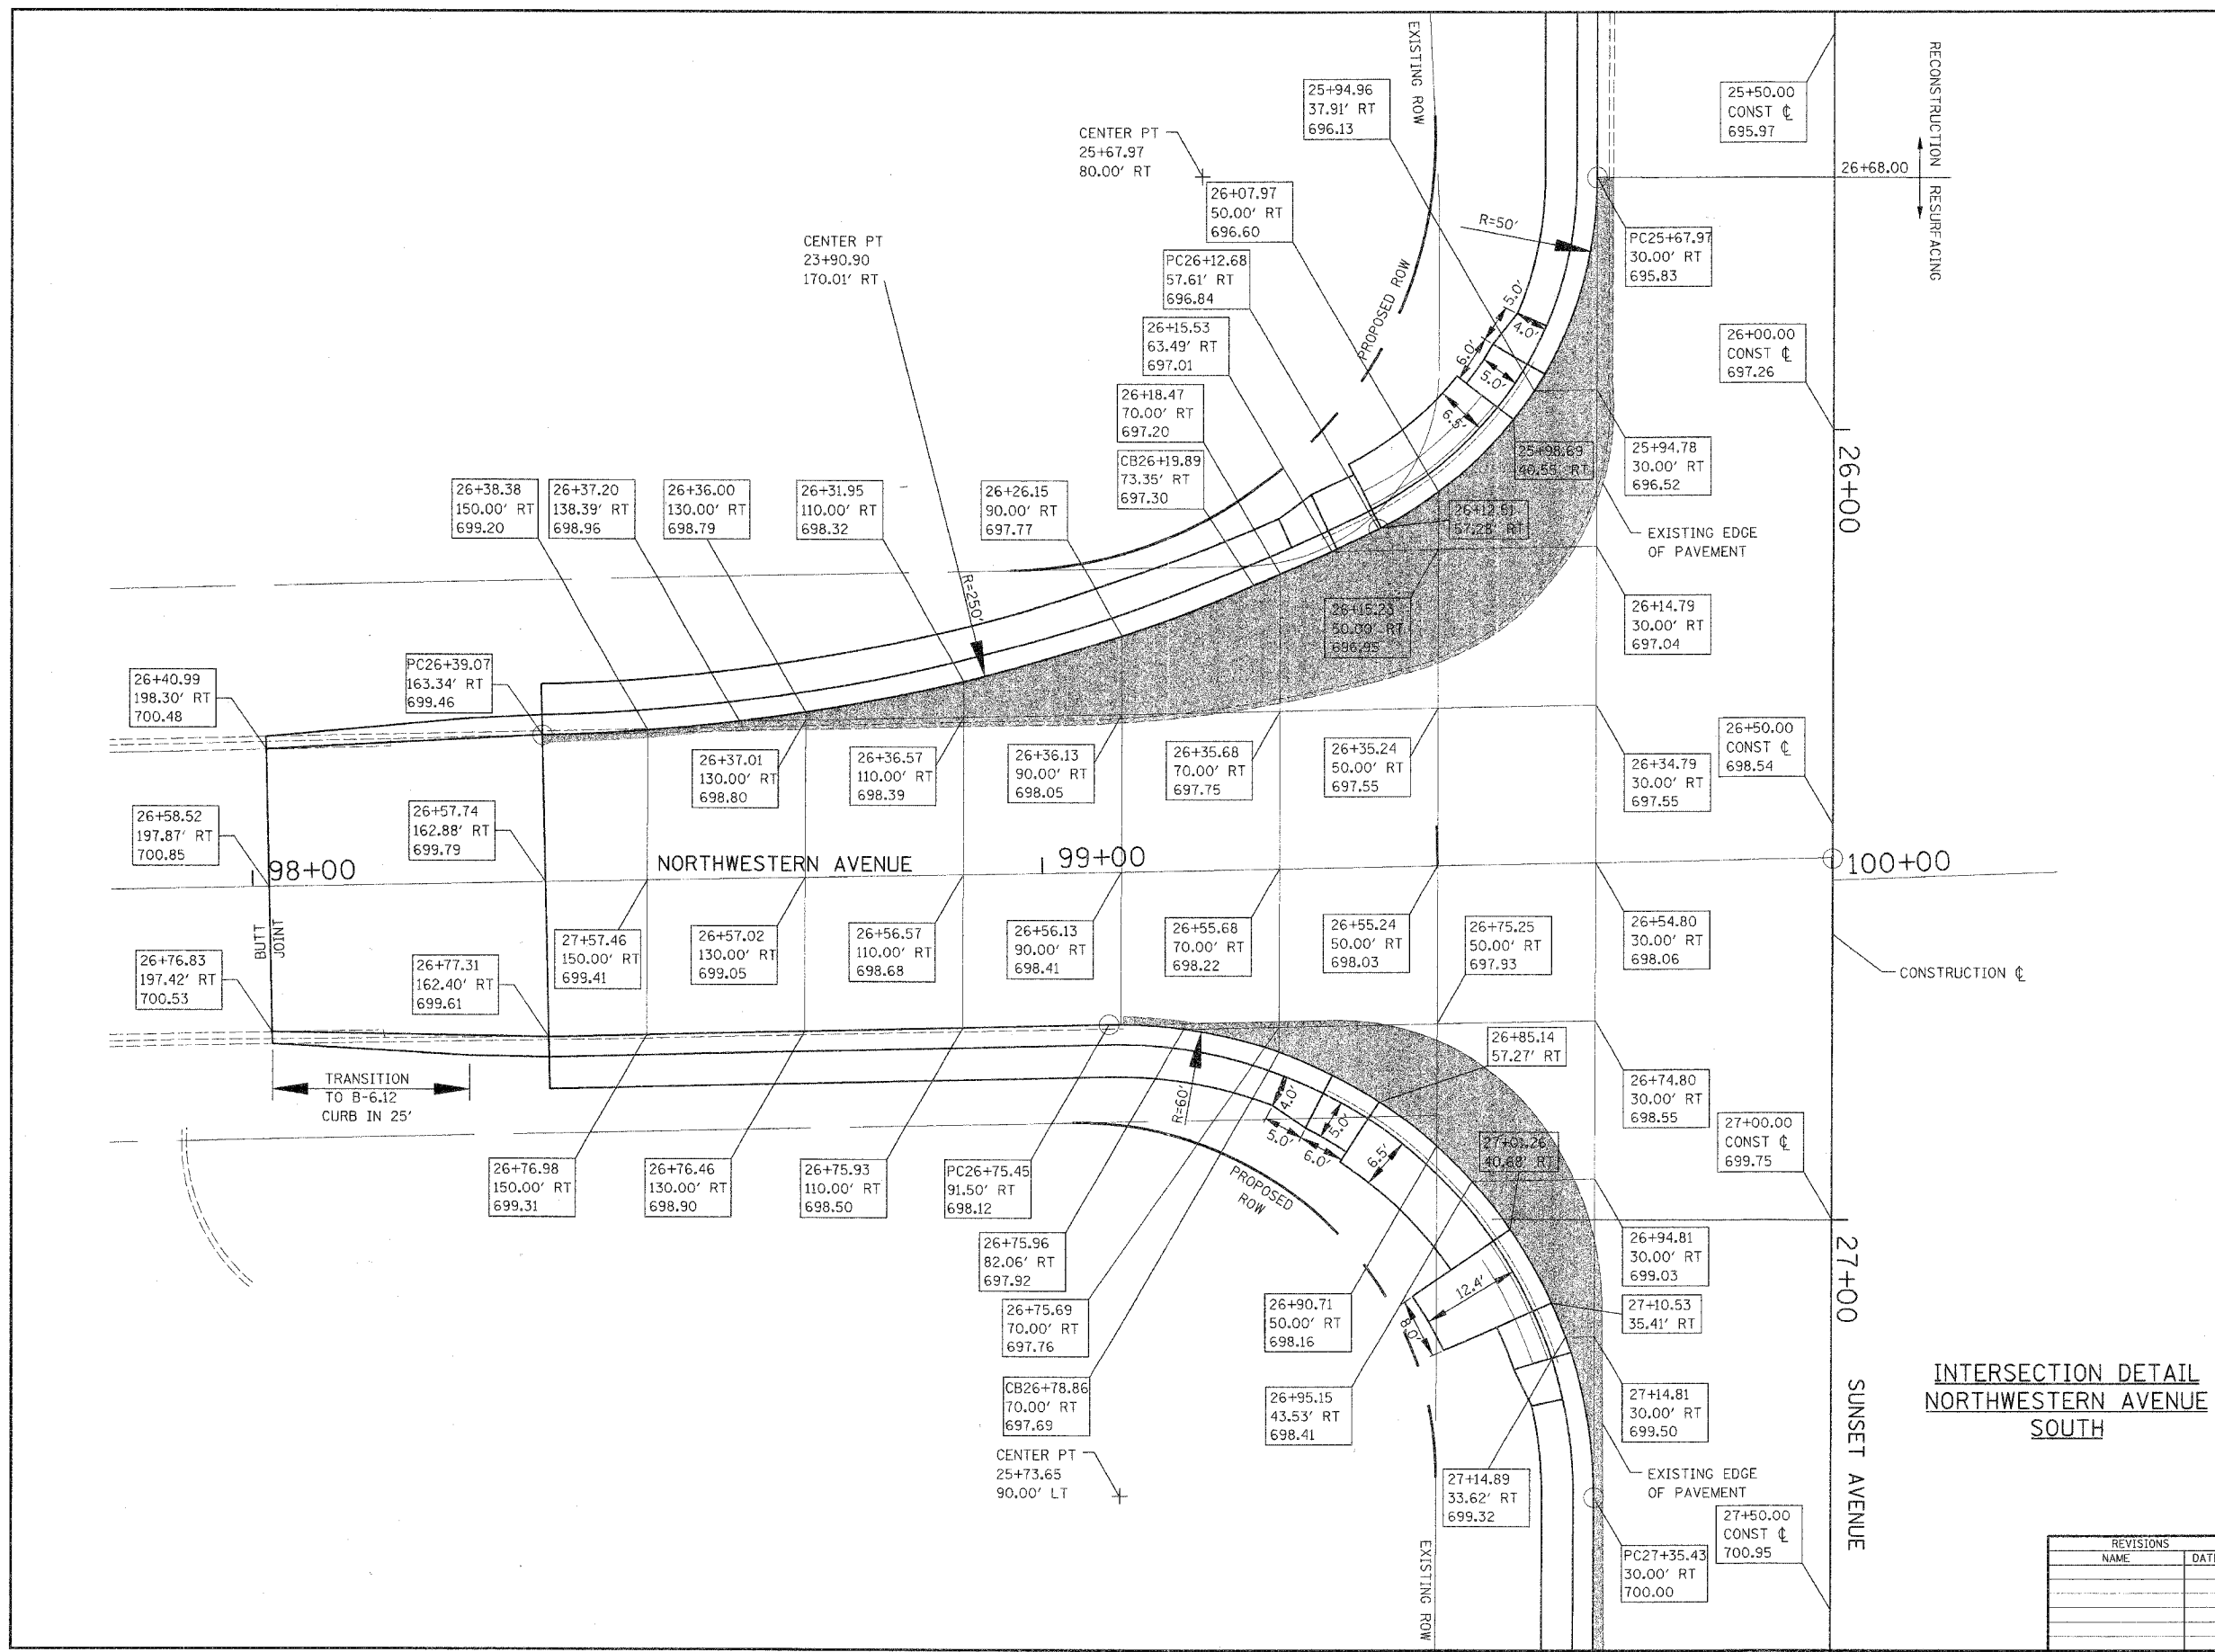 EXISTING ROW
25+94.96
37.91' RT
696.13
25+50.00
CONST ℄
695.97
RECONSTRUCTION
RESURFACING
26+68.00
CENTER PT
25+67.97
80.00' RT
26+07.97
50.00' RT
696.60
R=50'
PC25+67.97
30.00' RT
695.83
CENTER PT
23+90.90
170.01' RT
PC26+12.68
57.61' RT
696.84
PROPOSED ROW
5.0'
4.0'
6.0'
5.0'
6.5'
26+15.53
63.49' RT
697.01
26+00.00
CONST ℄
697.26
26+18.47
70.00' RT
697.20
CB26+19.89
73.35' RT
697.30
25+98.69
40.55' RT
25+94.78
30.00' RT
696.52
26+00
26+38.38
150.00' RT
699.20
26+37.20
138.39' RT
698.96
26+36.00
130.00' RT
698.79
26+31.95
110.00' RT
698.32
26+26.15
90.00' RT
697.77
26+12.51
57.28' RT
EXISTING EDGE
OF PAVEMENT
R=250'
26+15.23
50.00' RT
696.95
26+14.79
30.00' RT
697.04
26+40.99
198.30' RT
700.48
PC26+39.07
163.34' RT
699.46
26+37.01
130.00' RT
698.80
26+36.57
110.00' RT
698.39
26+36.13
90.00' RT
698.05
26+35.68
70.00' RT
697.75
26+35.24
50.00' RT
697.55
26+34.79
30.00' RT
697.55
26+50.00
CONST ℄
698.54
26+58.52
197.87' RT
700.85
26+57.74
162.88' RT
699.79
98+00
NORTHWESTERN AVENUE
99+00
100+00
BUTT
JOINT
26+76.83
197.42' RT
700.53
26+77.31
162.40' RT
699.61
27+57.46
150.00' RT
699.41
26+57.02
130.00' RT
699.05
26+56.57
110.00' RT
698.68
26+56.13
90.00' RT
698.41
26+55.68
70.00' RT
698.22
26+55.24
50.00' RT
698.03
26+75.25
50.00' RT
697.93
26+54.80
30.00' RT
698.06
CONSTRUCTION ℄
26+85.14
57.27' RT
TRANSITION
TO B-6.12
CURB IN 25'
R=60'
4.0'
5.0'
5.0'
6.0'
6.5'
26+74.80
30.00' RT
698.55
27+00.00
CONST ℄
699.75
27+01.26
40.68' RT
26+76.98
150.00' RT
699.31
26+76.46
130.00' RT
698.90
26+75.93
110.00' RT
698.50
PC26+75.45
91.50' RT
698.12
PROPOSED
ROW
26+75.96
82.06' RT
697.92
26+94.81
30.00' RT
699.03
27+00
26+75.69
70.00' RT
697.76
26+90.71
50.00' RT
698.16
12.4'
8.0'
27+10.53
35.41' RT
CB26+78.86
70.00' RT
697.69
26+95.15
43.53' RT
698.41
27+14.81
30.00' RT
699.50
SUNSET AVENUE
INTERSECTION DETAIL
NORTHWESTERN AVENUE
SOUTH
CENTER PT
25+73.65
90.00' LT
27+14.89
33.62' RT
699.32
EXISTING EDGE
OF PAVEMENT
27+50.00
CONST ℄
700.95
EXISTING ROW
PC27+35.43
30.00' RT
700.00
REVISIONS
NAME